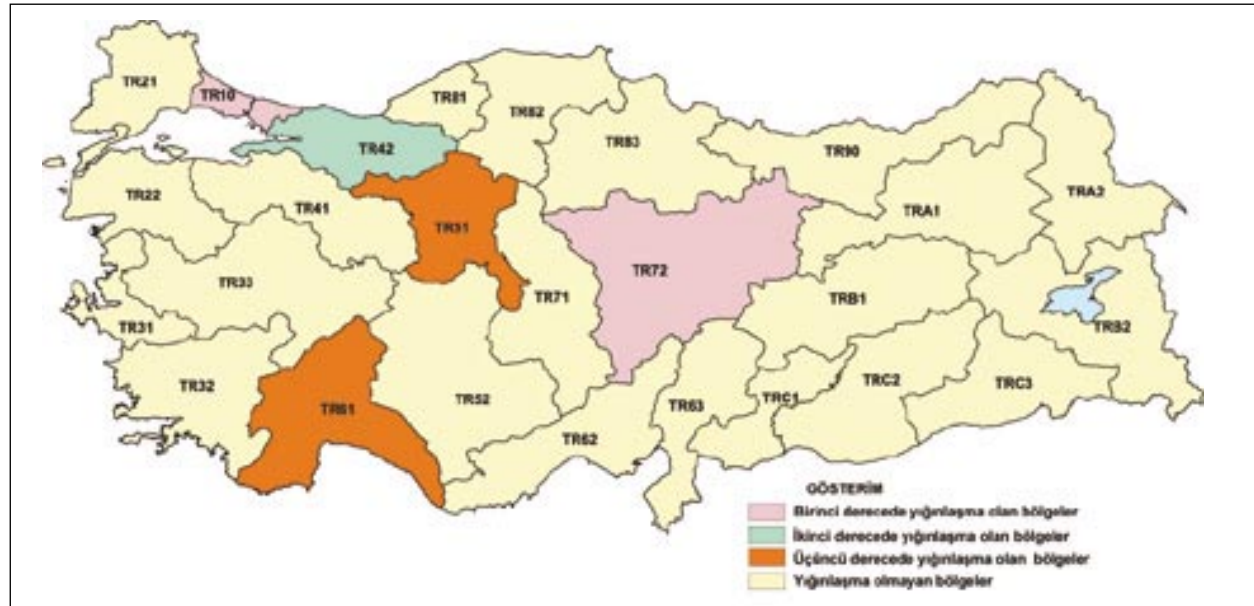 TR21
TR10
TR81
TR82
TR42
TR83
TR90
TR22
TR41
TR51
TRA1
TRA2
TR72
TR33
TR71
TRB1
TR31
TRB2
TR32
TR52
TR61
TR63
TRC1
TRC2
TRC3
TR62
GÖSTERİM
Birinci derecede yığınlaşma olan bölgeler
İkinci derecede yığınlaşma olan bölgeler
Üçüncü derecede yığınlaşma olan bölgeler
Yığınlaşma olmayan bölgeler